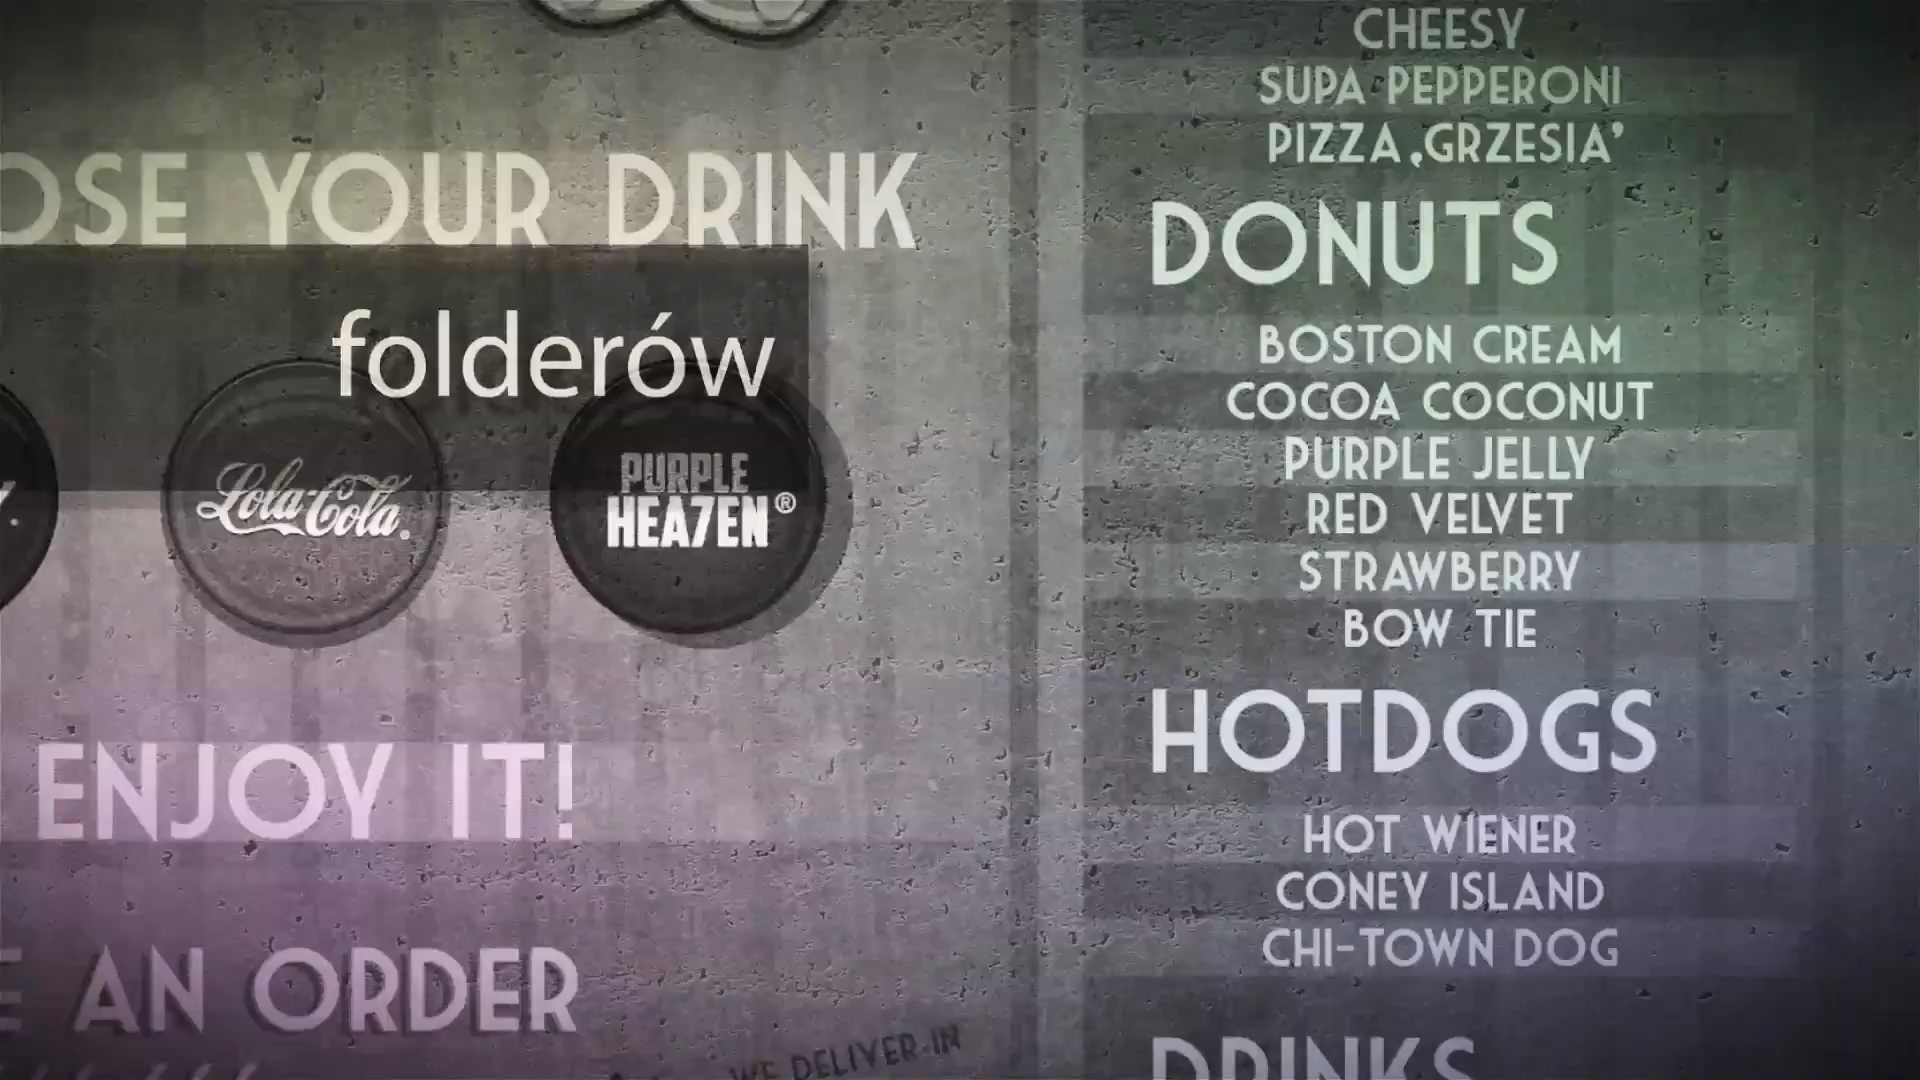 OSE YOUR DRINK
folderów
Lola-Cola.
PURPLE
HEA7EN®
ENJOY IT!
AN ORDER
WE DELIVER-IN
CHEESY
SUPA PEPPERONI
PIZZA ‚GRZESIA’
DONUTS
BOSTON CREAM
COCOA COCONUT
PURPLE JELLY
RED VELVET
STRAWBERRY
BOW TIE
HOTDOGS
HOT WIENER
CONEY ISLAND
CHI-TOWN DOG
DRINKS